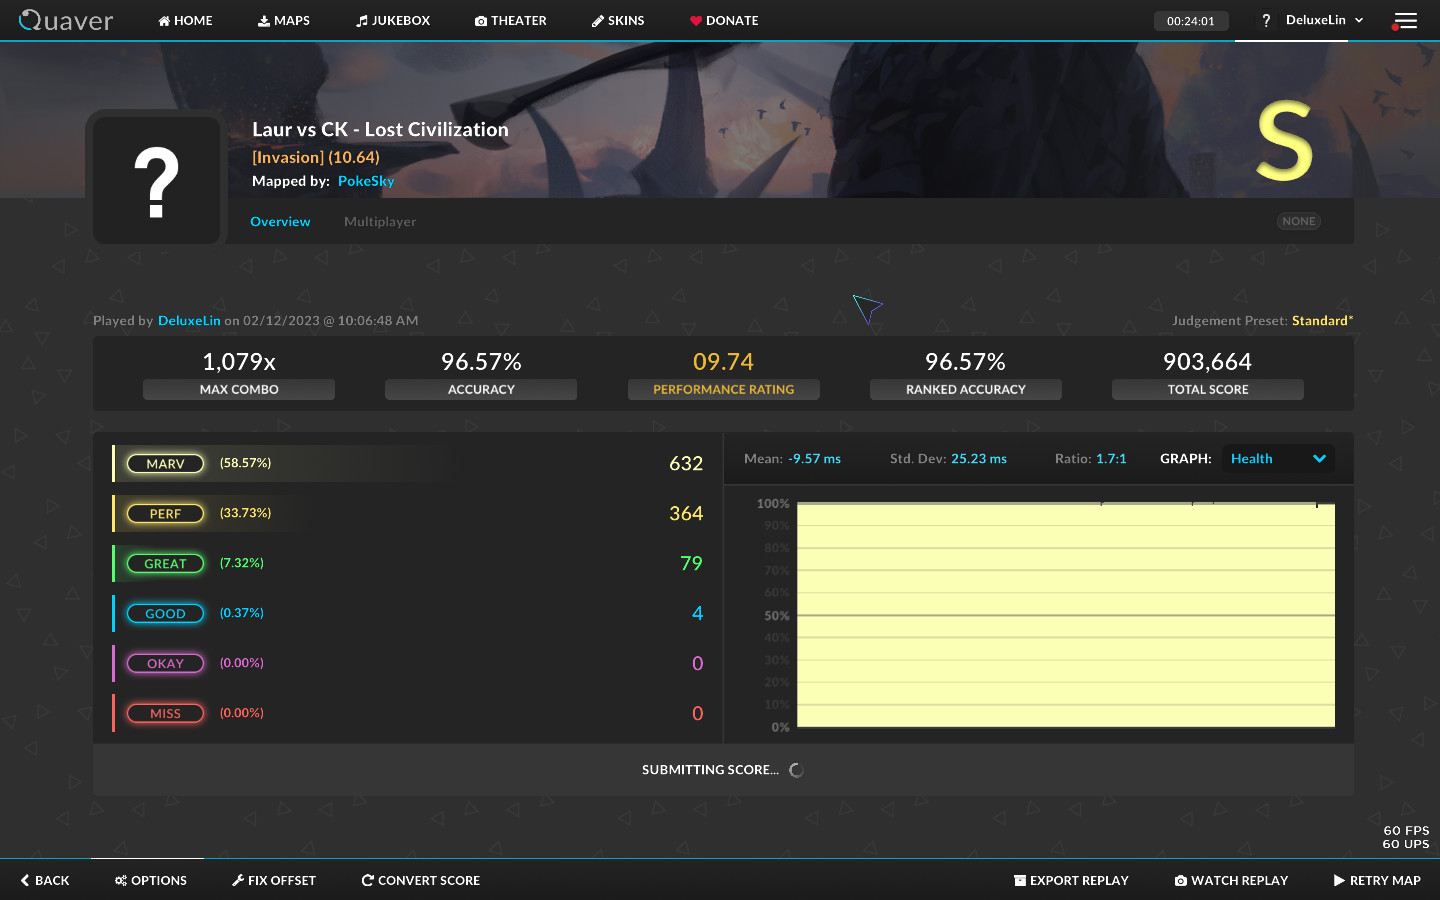 Quaver HOME MAPS JUKEBOX THEATER SKINS DONATE 00:24:01 ? DeluxeLin
?
Laur vs CK - Lost Civilization
[Invasion] (10.64)
Mapped by: PokeSky
S
Overview Multiplayer NONE
Played by DeluxeLin on 02/12/2023 @ 10:06:48 AM Judgement Preset: Standard*
1,079x 96.57% 09.74 96.57% 903,664
MAX COMBO ACCURACY PERFORMANCE RATING RANKED ACCURACY TOTAL SCORE
MARV (58.57%) 632
PERF (33.73%) 364
GREAT (7.32%) 79
GOOD (0.37%) 4
OKAY (0.00%) 0
MISS (0.00%) 0
Mean: -9.57 ms Std. Dev: 25.23 ms Ratio: 1.7:1 GRAPH: Health
100%
90%
80%
70%
60%
50%
40%
30%
20%
10%
0%
SUBMITTING SCORE...
60 FPS
60 UPS
BACK OPTIONS FIX OFFSET CONVERT SCORE EXPORT REPLAY WATCH REPLAY RETRY MAP